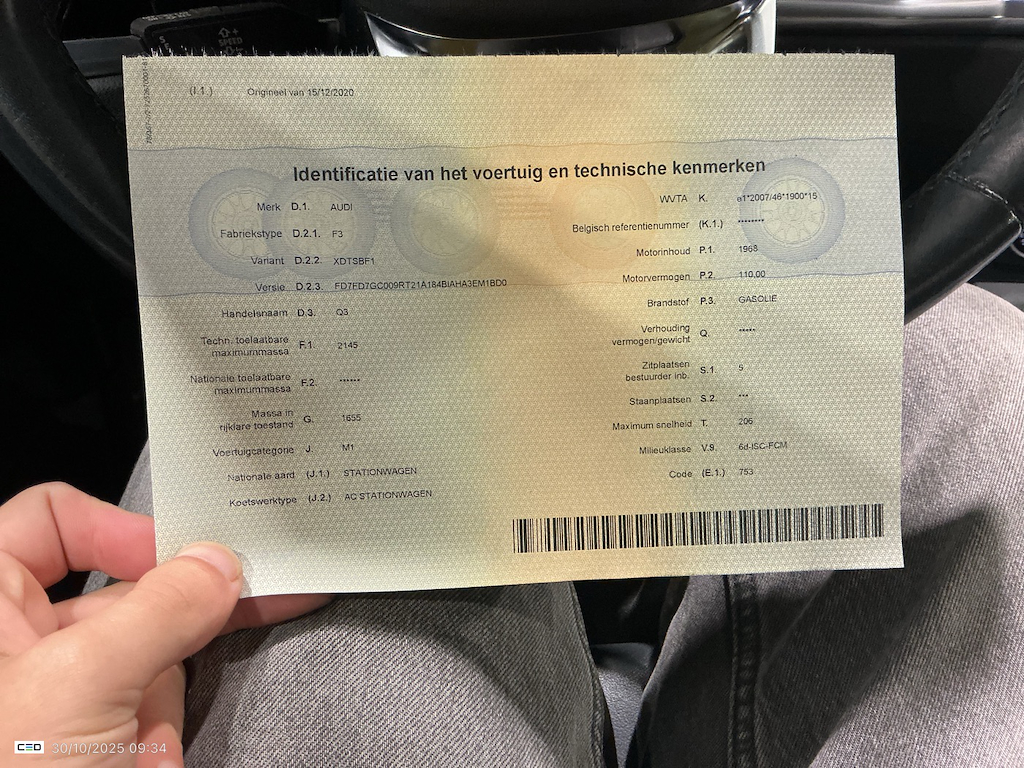 (I.1.) Origineel van 15/12/2020
Identificatie van het voertuig en technische kenmerken
Merk D.1. AUDI
Fabriekstype D.2.1. F3
Variant D.2.2. XDTSBF1
Versie D.2.3. FD7FD7GC009RT21A184BIAHA3EM1BD0
Handelsnaam D.3. Q3
Techn. toelaatbare
maximummassa F.1. 2145
Nationale toelaatbare
maximummassa F.2. ******
Massa in
rijklare toestand G. 1655
Voertuigcategorie J. M1
Nationale aard (J.1.) STATIONWAGEN
Koetswerktype (J.2.) AC STATIONWAGEN
WVTA K. e1*2007/46*1900*15
Belgisch referentienummer (K.1.) ********
Motorinhoud P.1. 1968
Motorvermogen P.2. 110,00
Brandstof P.3. GASOLIE
Verhouding
vermogen/gewicht Q. *****
Zitplaatsen
bestuurder inb. S.1. 5
Staanplaatsen S.2. ***
Maximum snelheid T. 206
Milieuklasse V.9. 6d-ISC-FCM
Code (E.1.) 753
CEO 30/10/2025 09:34